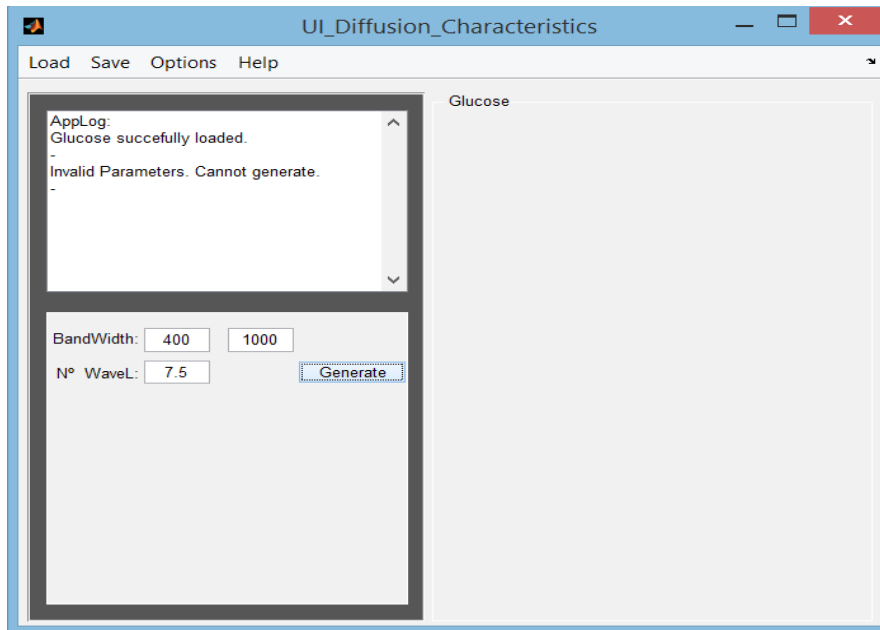 UI_Diffusion_Characteristics
Load Save Options Help
AppLog:
Glucose succefully loaded.
-
Invalid Parameters. Cannot generate.
-
BandWidth: 400 1000
Nº WaveL: 7.5 Generate
Glucose